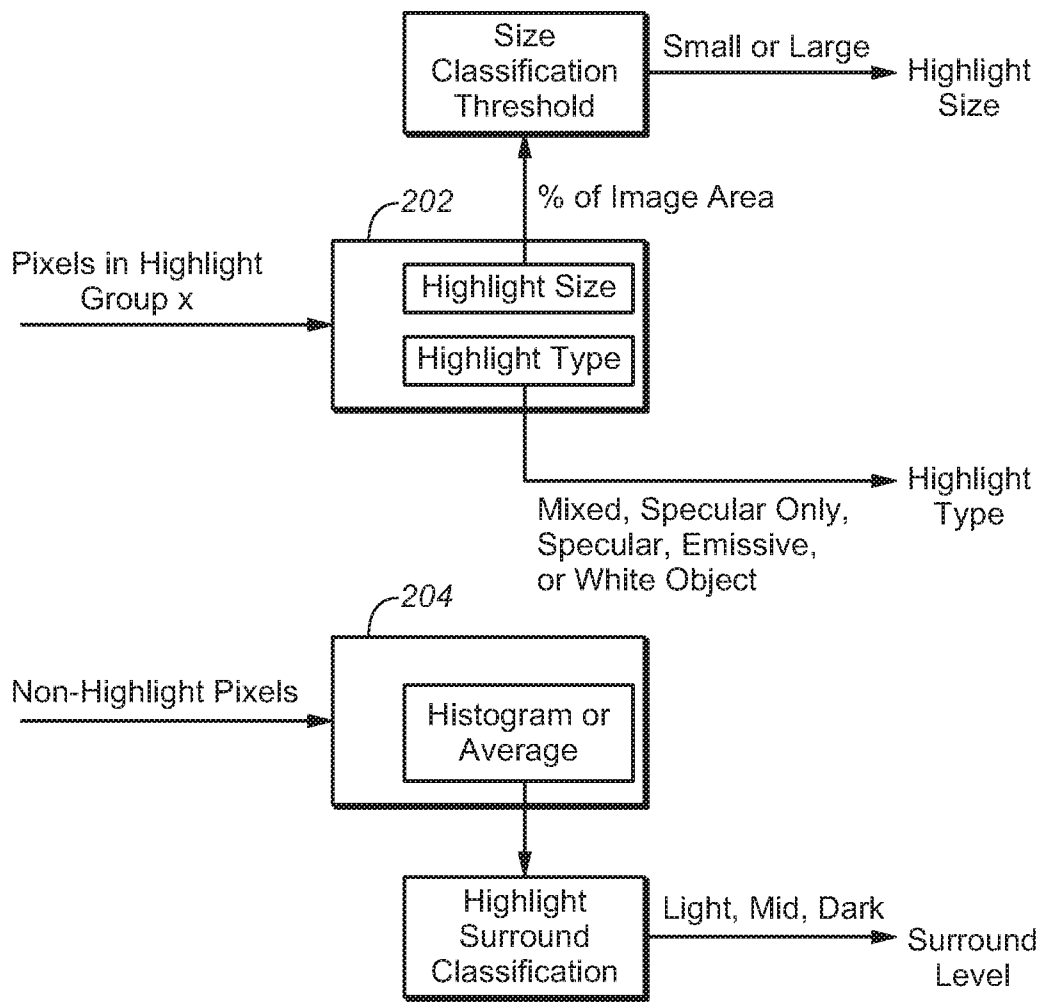 Size
Classification
Threshold
Small or Large
Highlight
Size
% of Image Area
202
Pixels in Highlight
Group x
Highlight Size
Highlight Type
Highlight
Type
Mixed, Specular Only,
Specular, Emissive,
or White Object
204
Non-Highlight Pixels
Histogram or
Average
Highlight
Surround
Classification
Light, Mid, Dark
Surround
Level